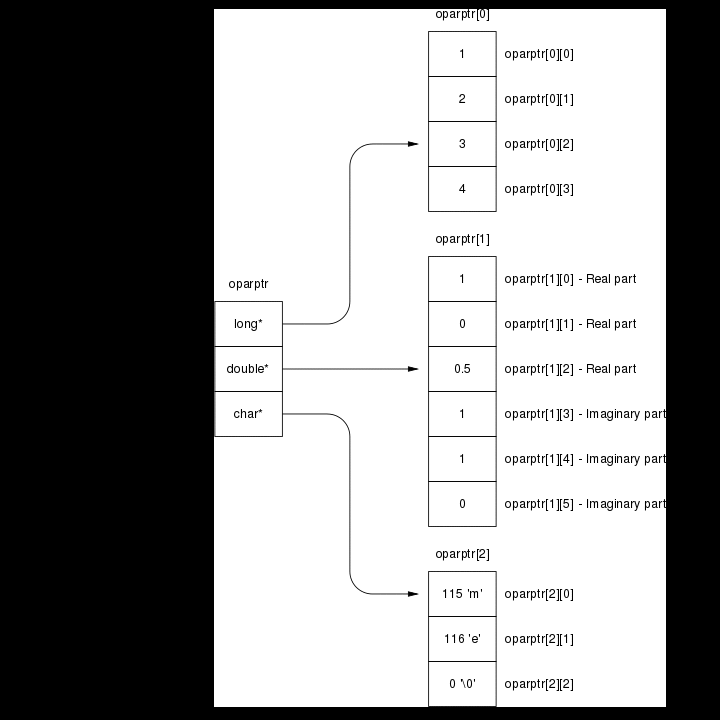 oparptr[0]
1 oparptr[0][0]
2 oparptr[0][1]
3 oparptr[0][2]
4 oparptr[0][3]
oparptr[1]
1 oparptr[1][0] - Real part
oparptr
long* 0 oparptr[1][1] - Real part
double* 0.5 oparptr[1][2] - Real part
char* 1 oparptr[1][3] - Imaginary part
1 oparptr[1][4] - Imaginary part
0 oparptr[1][5] - Imaginary part
oparptr[2]
115 'm' oparptr[2][0]
116 'e' oparptr[2][1]
0 '\0' oparptr[2][2]